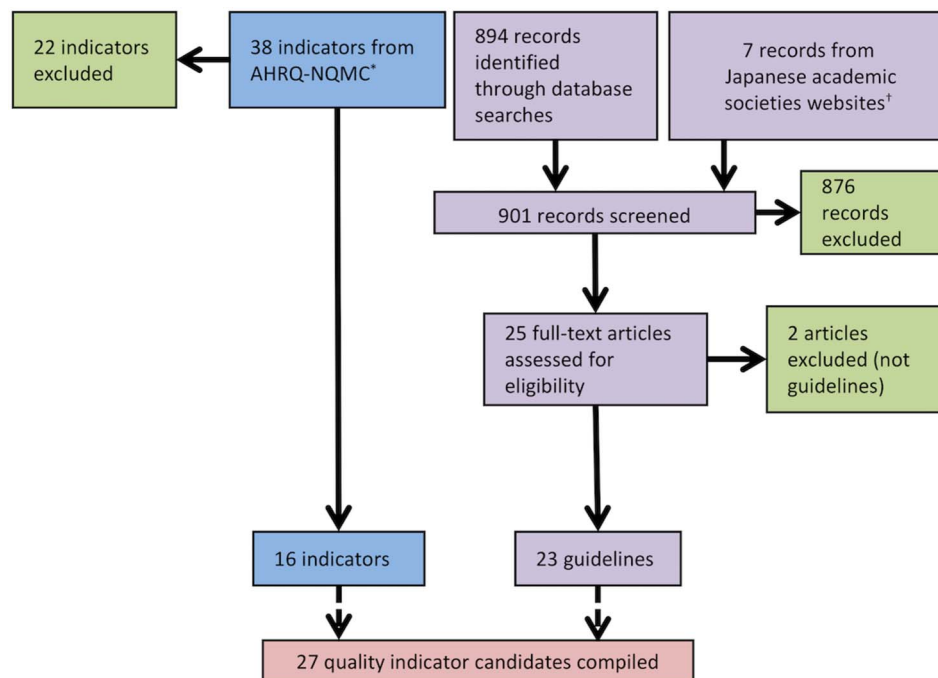 22 indicators
excluded
38 indicators from
AHRQ-NQMC*
894 records
identified
through database
searches
7 records from
Japanese academic
societies websites†
901 records screened
876
records
excluded
25 full-text articles
assessed for
eligibility
2 articles
excluded (not
guidelines)
16 indicators
23 guidelines
27 quality indicator candidates compiled